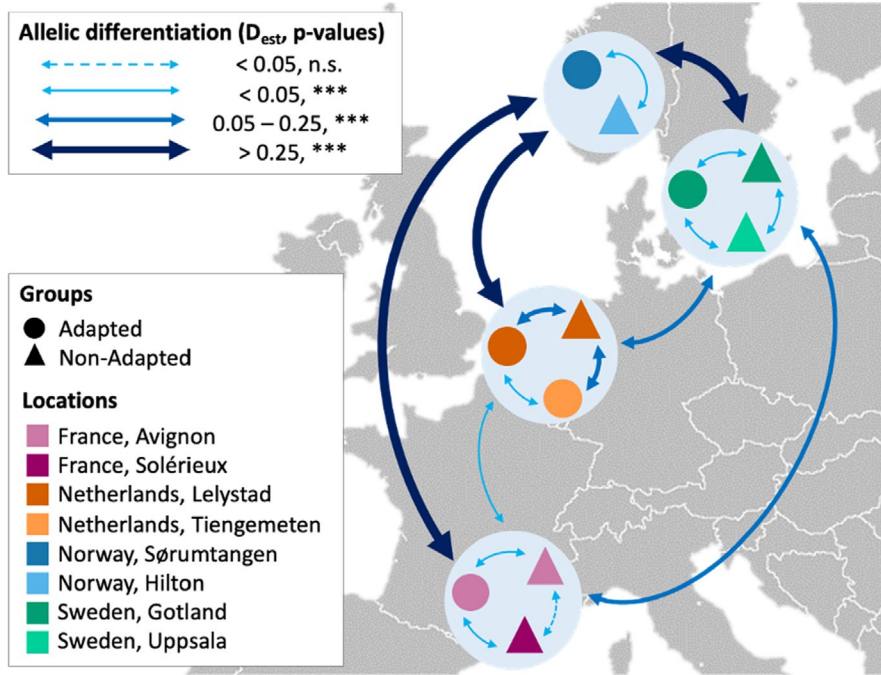 Allelic differentiation (Dest, p-values)
< 0.05, n.s.
< 0.05, ***
0.05 – 0.25, ***
> 0.25, ***
Groups
Adapted
Non-Adapted
Locations
France, Avignon
France, Solérieux
Netherlands, Lelystad
Netherlands, Tiengemeten
Norway, Sørumtangen
Norway, Hilton
Sweden, Gotland
Sweden, Uppsala